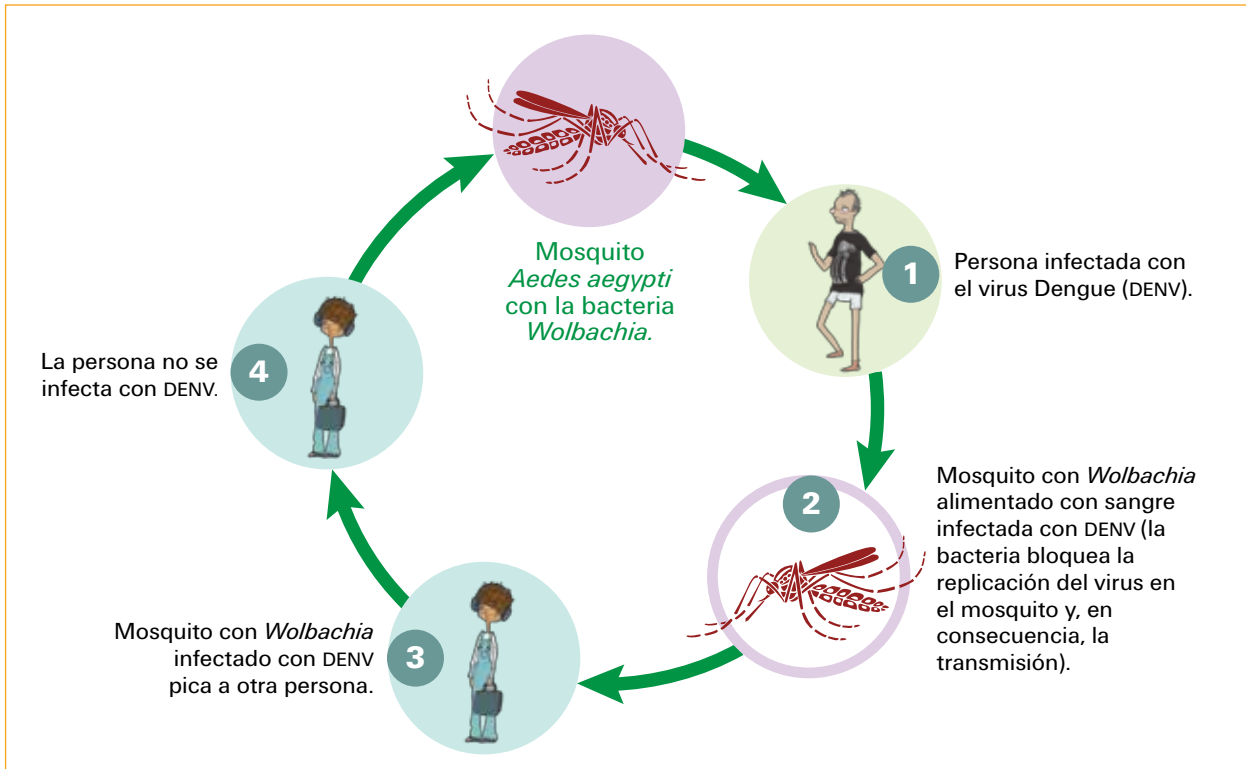 Mosquito
Aedes aegypti
con la bacteria
Wolbachia.
1
Persona infectada con
el virus Dengue (DENV).
2
Mosquito con Wolbachia
alimentado con sangre
infectada con DENV (la
bacteria bloquea la
replicación del virus en
el mosquito y, en
consecuencia, la
transmisión).
3
Mosquito con Wolbachia
infectado con DENV
pica a otra persona.
4
La persona no se
infecta con DENV.